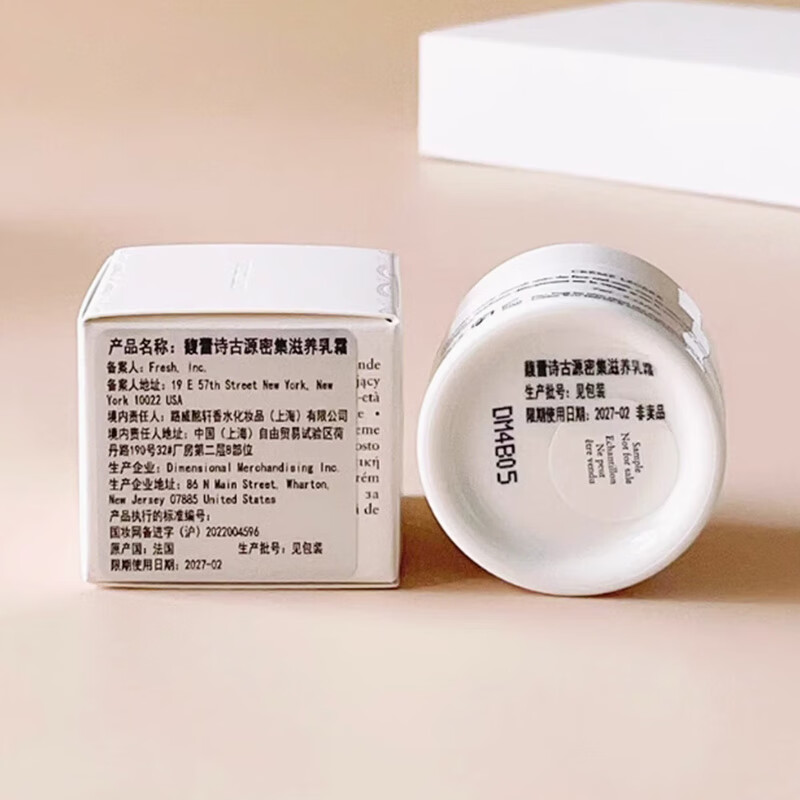 产品名称：馥蕾诗古源密集滋养乳霜
备案人：Fresh, Inc.
备案人地址：19 E 57th Street New York, New
York 10022 USA
境内责任人：路威酩轩香水化妆品（上海）有限公司
境内责任人地址：中国（上海）自由贸易试验区荷
丹路190号32#厂房第二层B部位
生产企业：Dimensional Merchandising Inc.
生产企业地址：86 N Main Street, Wharton,
New Jersey 07885 United States
产品执行的标准编号：
国妆网备进字（沪）2022004596
原产国：法国 生产批号：见包装
限期使用日期：2027-02
馥蕾诗古源密集滋养乳霜
生产批号：见包装
限期使用日期：2027-02 非卖品
DM4B05
Sample
Not for sale
Echantillon
Ne peut
être vendu